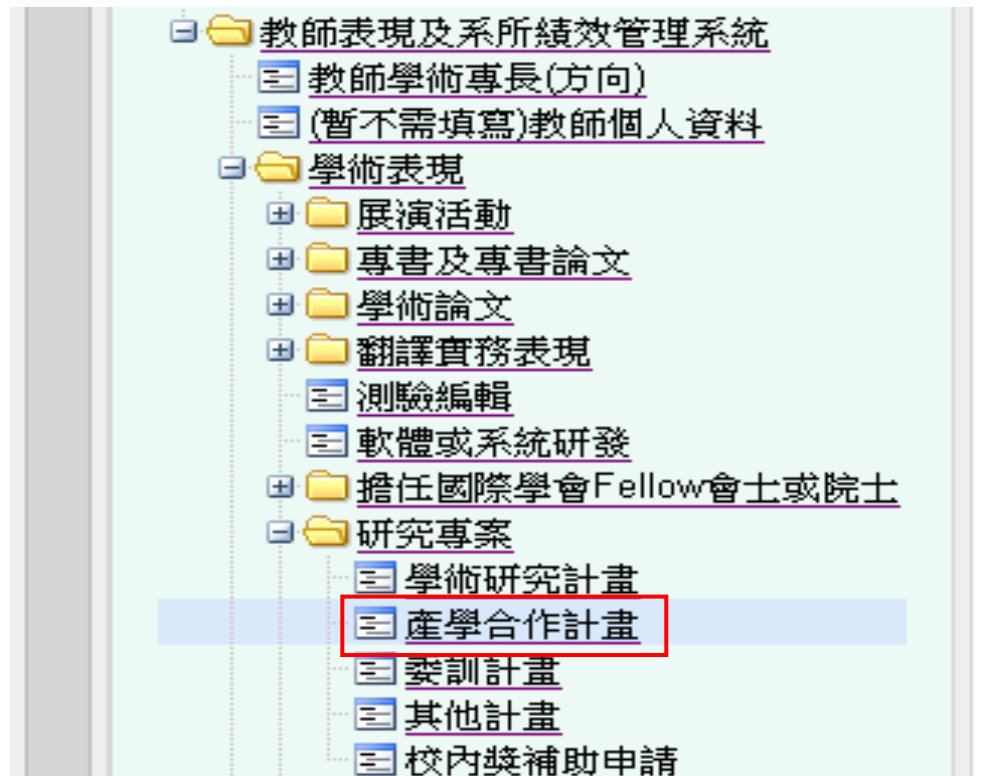 教師表現及系所績效管理系統
教師學術專長(方向)
(暫不需填寫)教師個人資料
學術表現
展演活動
專書及專書論文
學術論文
翻譯實務表現
測驗編輯
軟體或系統研發
擔任國際學會Fellow會士或院士
研究專案
學術研究計畫
產學合作計畫
委訓計畫
其他計畫
校內獎補助申請